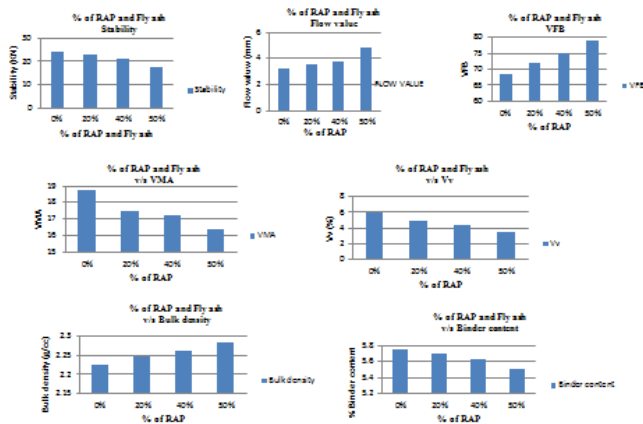 % of RAP and Fly ash
Stability
Stability (KN)
30
20
10
0
0% 20% 40% 50%
% of RAP and Fly ash
Stability
% of RAP and Fly ash
Flow value
Flow value (mm)
6
4
2
0
0% 20% 40% 50%
% of RAP
FLOW VALUE
% of RAP and Fly ash
VFB
VFB
80
75
70
65
60
0% 20% 40% 50%
% of RAP
VFB
% of RAP and Fly ash
v/s VMA
VMA
19
18
17
16
15
0% 20% 40% 50%
% of RAP
VMA
% of RAP and Fly ash
v/s Vv
Vv (%)
8
6
4
2
0
0% 20% 40% 50%
% of RAP
Vv
% of RAP and Fly ash
v/s Bulk density
Bulk density (g/cc)
2.3
2.25
2.2
2.15
0% 20% 40% 50%
% of RAP
Bulk density
% of RAP and Fly ash
v/s Binder content
% Binder content
5.8
5.6
5.4
5.2
0% 20% 40% 50%
% of RAP
Binder content